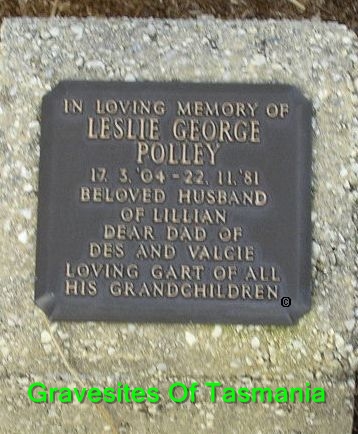 IN LOVING MEMORY OF
LESLIE GEORGE
POLLEY
17. 3. '04 - 22. 11. '81
BELOVED HUSBAND
OF LILLIAN
DEAR DAD OF
DES AND VALCIE
LOVING GART OF ALL
HIS GRANDCHILDREN
©
Gravesites Of Tasmania